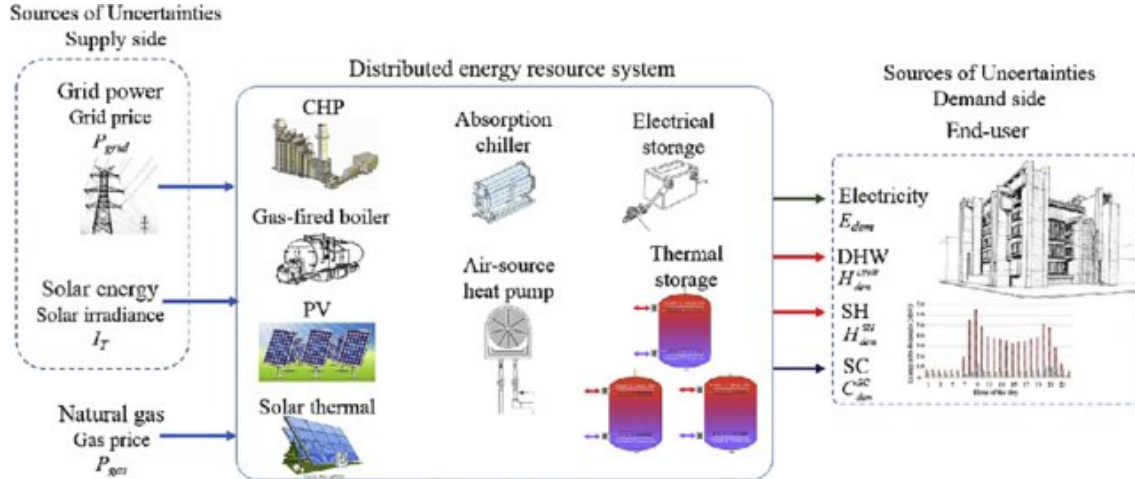 Sources of Uncertainties
Supply side
Grid power
Grid price
P_grid
Solar energy
Solar irradiance
I_T
Natural gas
Gas price
P_gas
Distributed energy resource system
CHP
Gas-fired boiler
PV
Solar thermal
Absorption
chiller
Air-source
heat pump
Electrical
storage
Thermal
storage
Sources of Uncertainties
Demand side
End-user
Electricity
E_dem
DHW
H_dem^DHW
SH
H_dem^SH
SC
C_dem^SC
Hour of the day